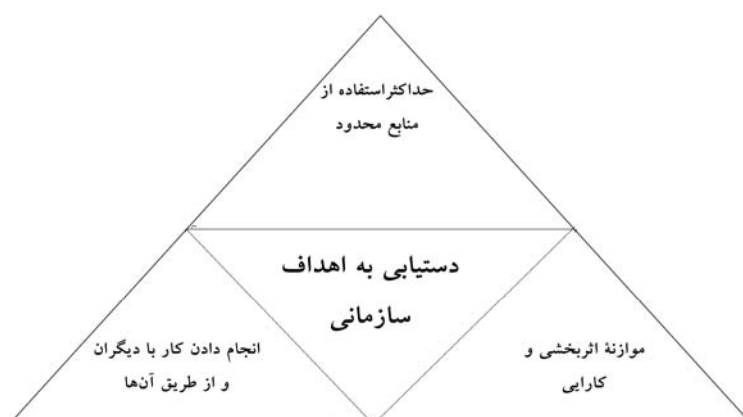 حداکثراستفاده از
منابع محدود
دستیابی به اهداف
سازمانی
موازنهٔ اثربخشی و
کارایی
انجام دادن کار با دیگران
و از طریق آن‌ها